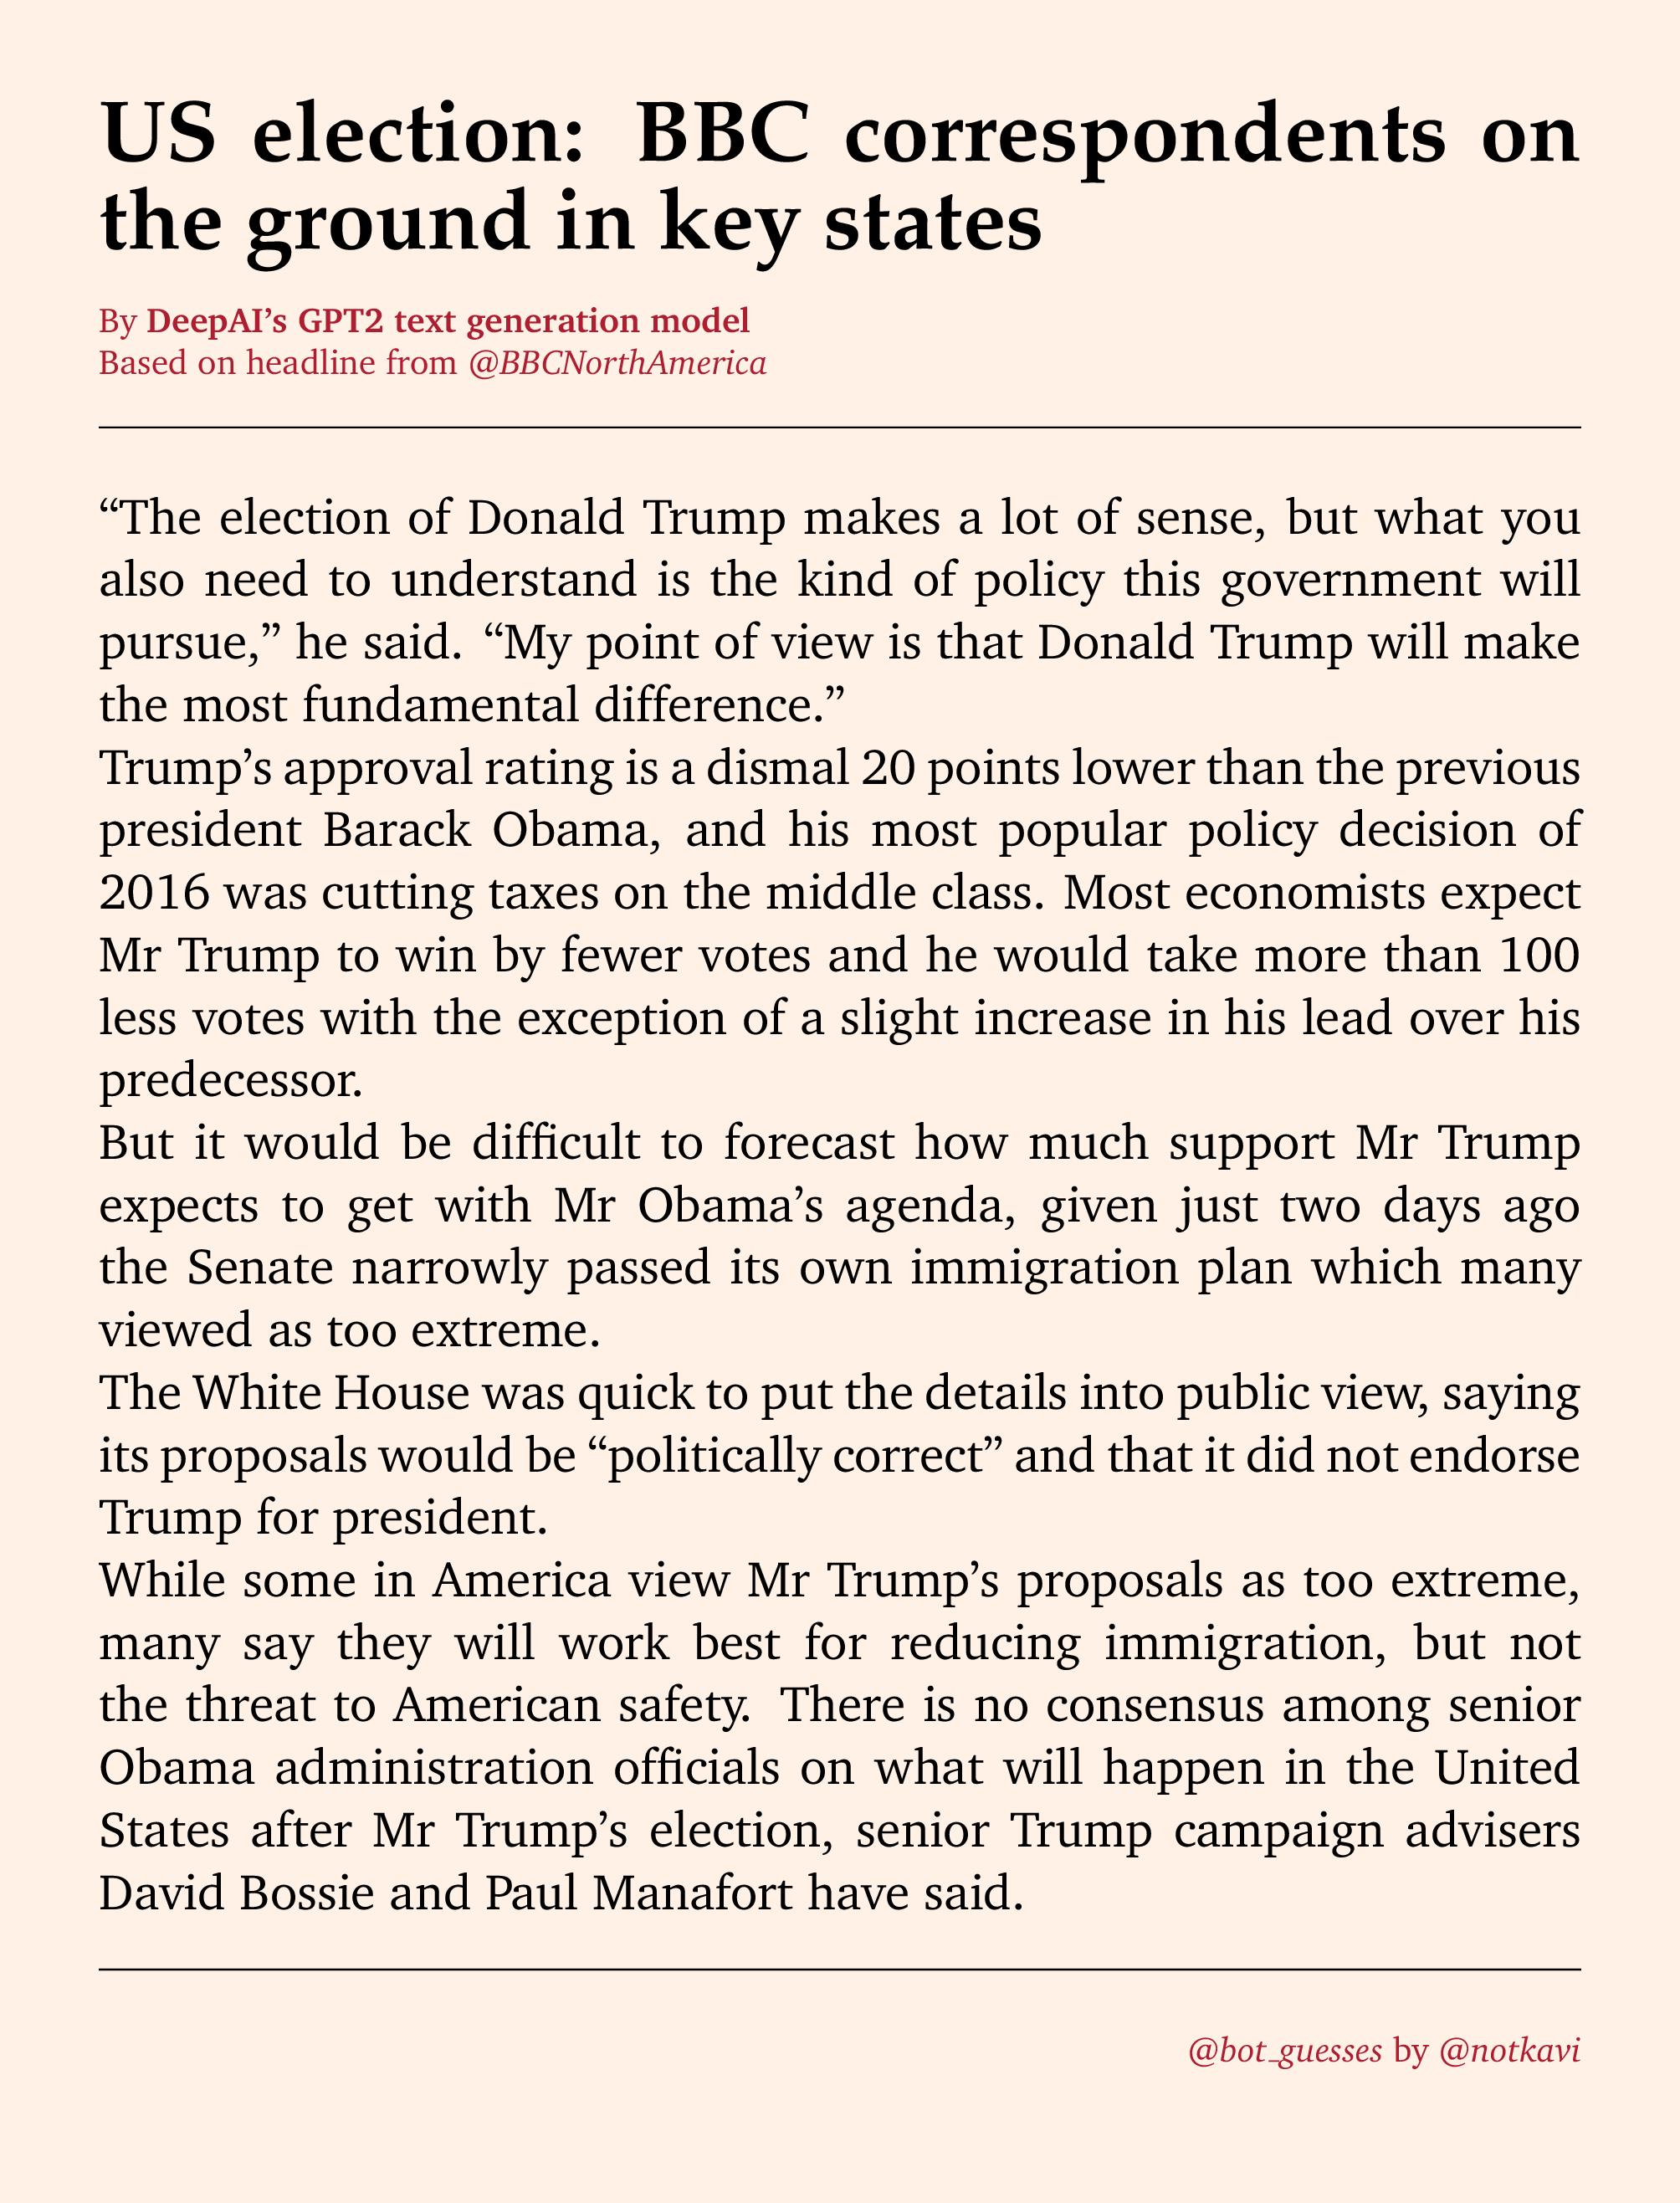 US election: BBC correspondents on
the ground in key states
By DeepAI’s GPT2 text generation model
Based on headline from @BBCNorthAmerica
“The election of Donald Trump makes a lot of sense, but what you
also need to understand is the kind of policy this government will
pursue,” he said. “My point of view is that Donald Trump will make
the most fundamental difference.”
Trump’s approval rating is a dismal 20 points lower than the previous
president Barack Obama, and his most popular policy decision of
2016 was cutting taxes on the middle class. Most economists expect
Mr Trump to win by fewer votes and he would take more than 100
less votes with the exception of a slight increase in his lead over his
predecessor.
But it would be difficult to forecast how much support Mr Trump
expects to get with Mr Obama’s agenda, given just two days ago
the Senate narrowly passed its own immigration plan which many
viewed as too extreme.
The White House was quick to put the details into public view, saying
its proposals would be “politically correct” and that it did not endorse
Trump for president.
While some in America view Mr Trump’s proposals as too extreme,
many say they will work best for reducing immigration, but not
the threat to American safety. There is no consensus among senior
Obama administration officials on what will happen in the United
States after Mr Trump’s election, senior Trump campaign advisers
David Bossie and Paul Manafort have said.
@bot_guesses by @notkavi